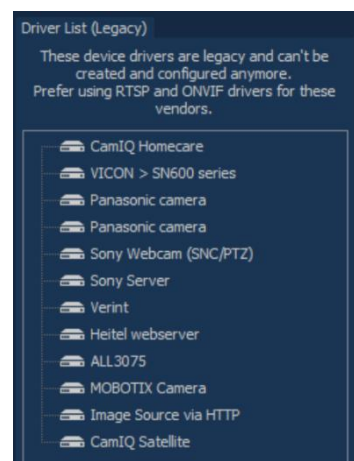 Driver List (Legacy)
These device drivers are legacy and can't be
created and configured anymore.
Prefer using RTSP and ONVIF drivers for these
vendors.
CamIQ Homecare
VICON > SN600 series
Panasonic camera
Panasonic camera
Sony Webcam (SNC/PTZ)
Sony Server
Verint
Heitel webserver
ALL3075
MOBOTIX Camera
Image Source via HTTP
CamIQ Satellite